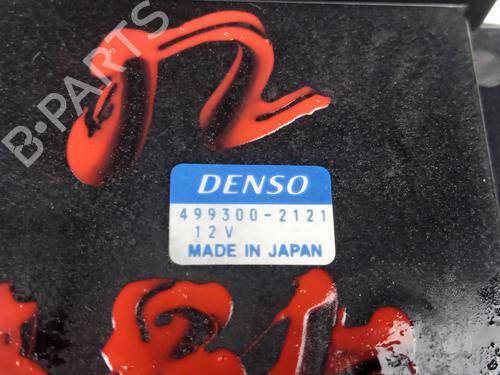 B-PARTS
DENSO
499300-2121
12V
MADE IN JAPAN